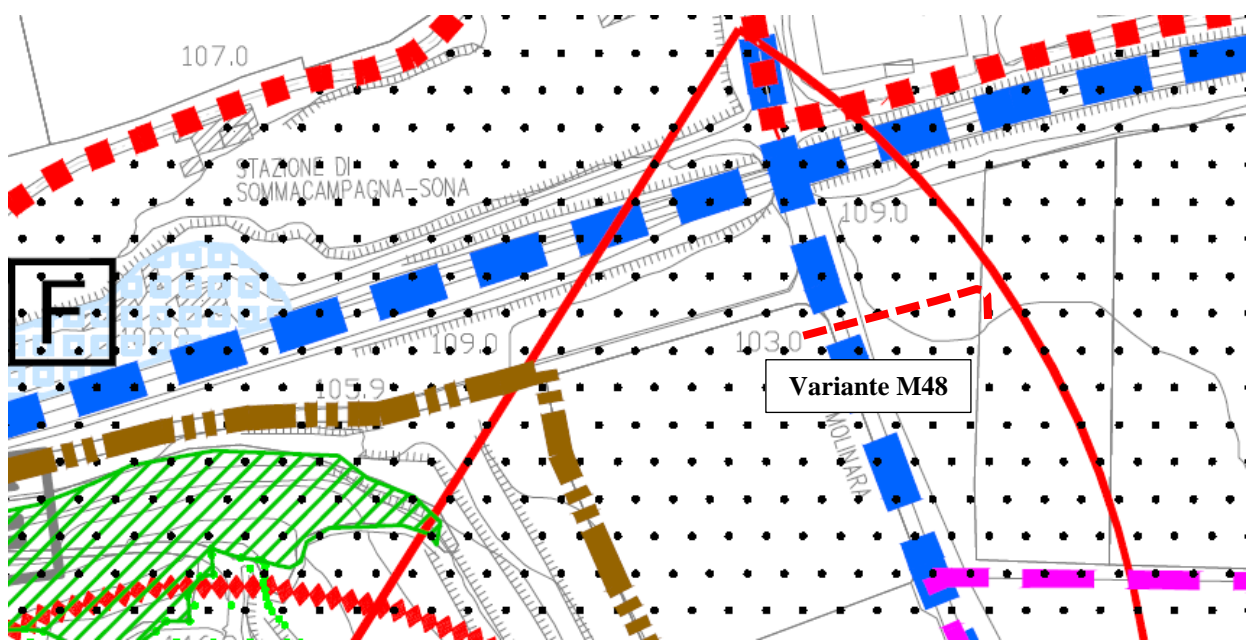 107.0
STAZIONE DI
SOMMACAMPAGNA-SONA
109.0
F
109.0
103.0
105.9
Variante M48
MOLINARA